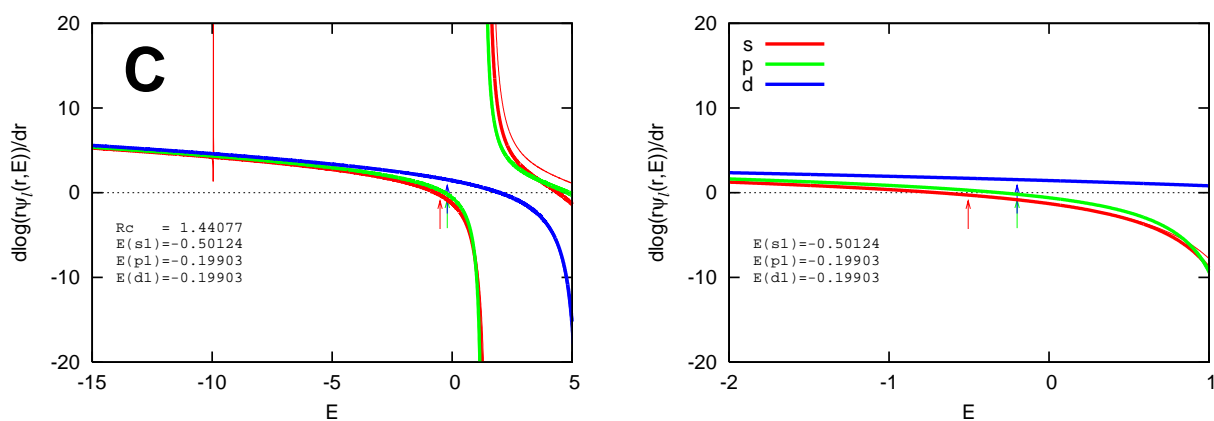 C
dlog(nψl(r,E))/dr
20
10
0
-10
-20
-15
-10
-5
0
5
E
Rc   = 1.44077
E(s1)=-0.50124
E(p1)=-0.19903
E(d1)=-0.19903
s
p
d
dlog(nψl(r,E))/dr
20
10
0
-10
-20
-2
-1
0
1
E
E(s1)=-0.50124
E(p1)=-0.19903
E(d1)=-0.19903